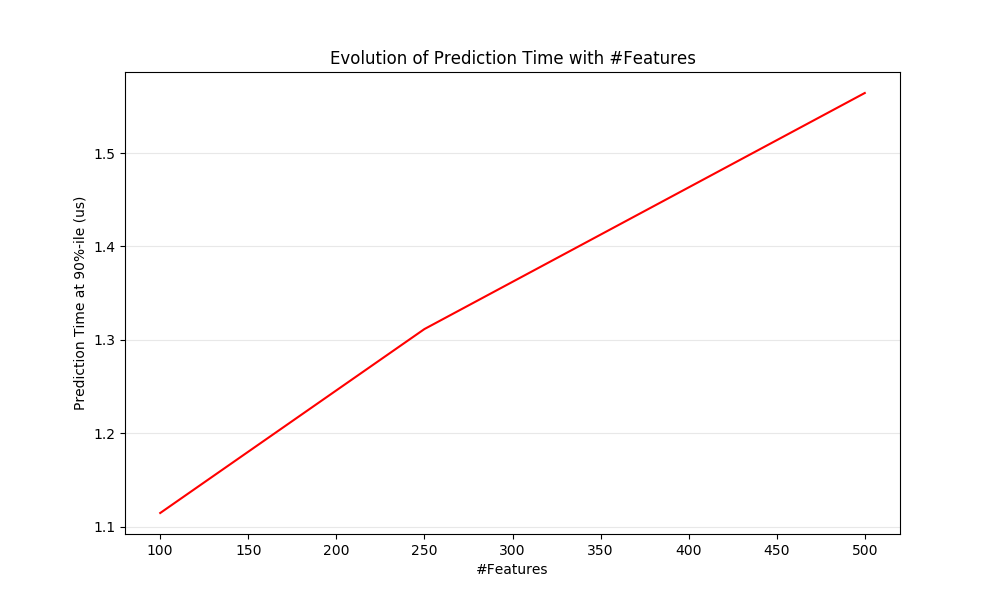 Evolution of Prediction Time with #Features
Prediction Time at 90%-ile (us)
1.5
1.4
1.3
1.2
1.1
100 150 200 250 300 350 400 450 500
#Features